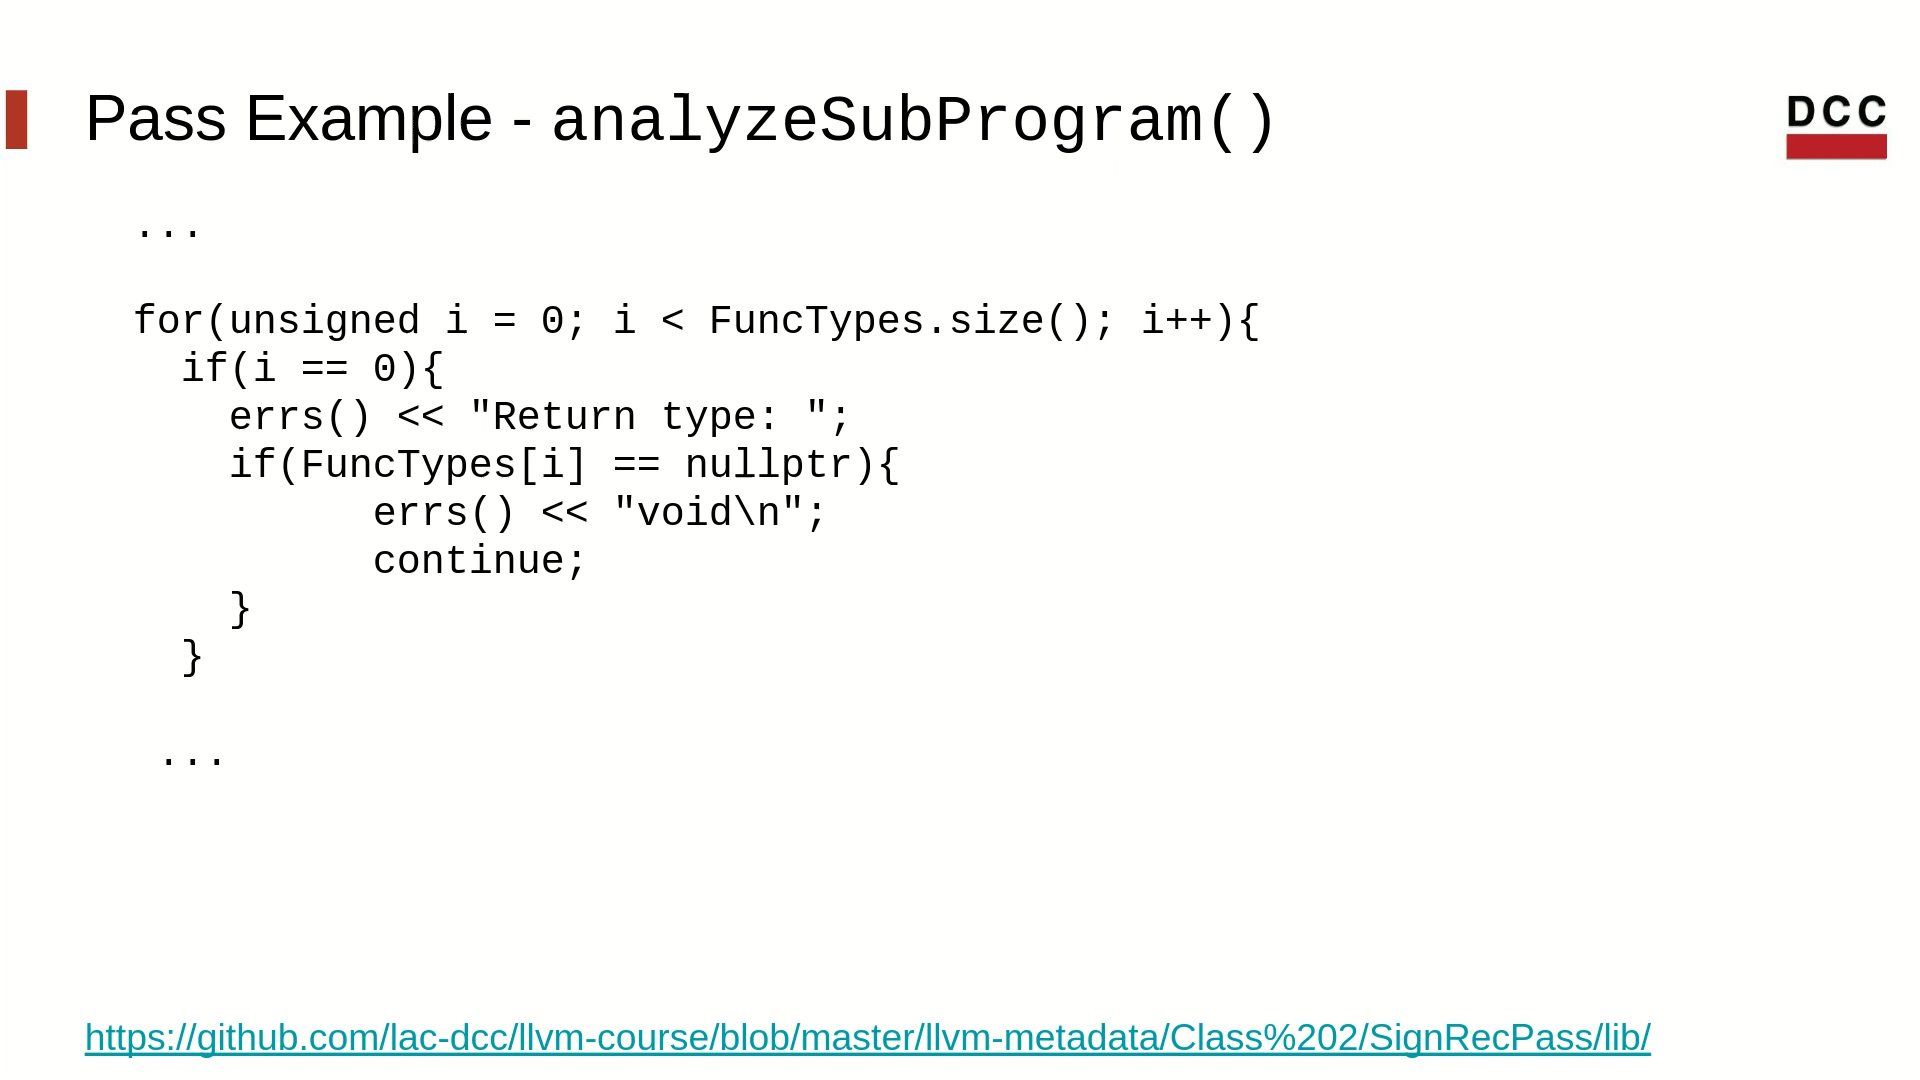 Pass Example - analyzeSubProgram()
DCC
...
for(unsigned i = 0; i < FuncTypes.size(); i++){
if(i == 0){
errs() << "Return type: ";
if(FuncTypes[i] == nullptr){
errs() << "void\n";
continue;
}
}
...
https://github.com/lac-dcc/llvm-course/blob/master/llvm-metadata/Class%202/SignRecPass/lib/